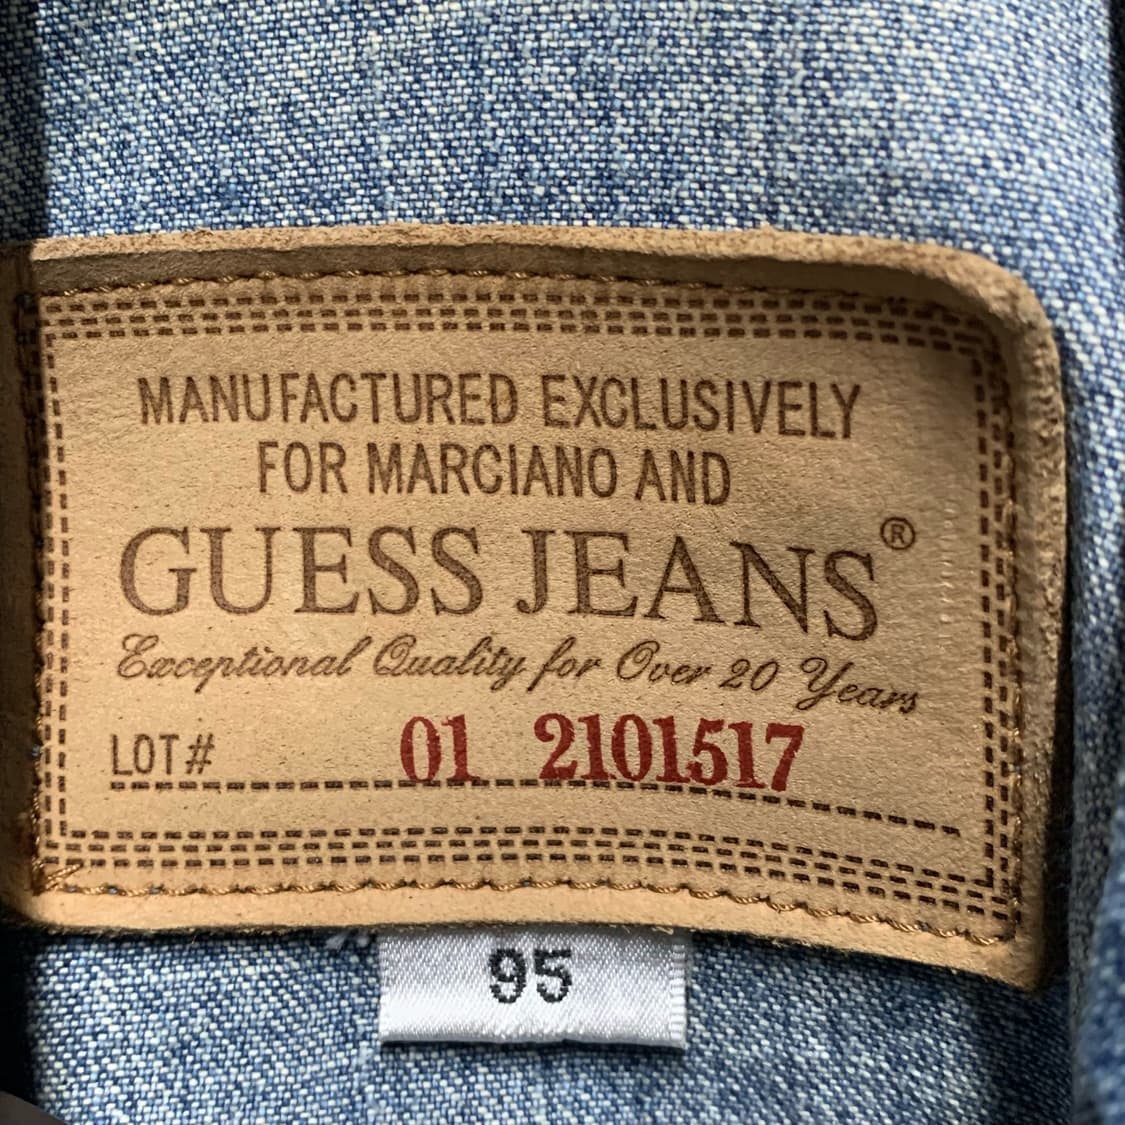 MANUFACTURED EXCLUSIVELY
FOR MARCIANO AND
GUESS JEANS®
Exceptional Quality for Over 20 Years
LOT# 01 2101517
95